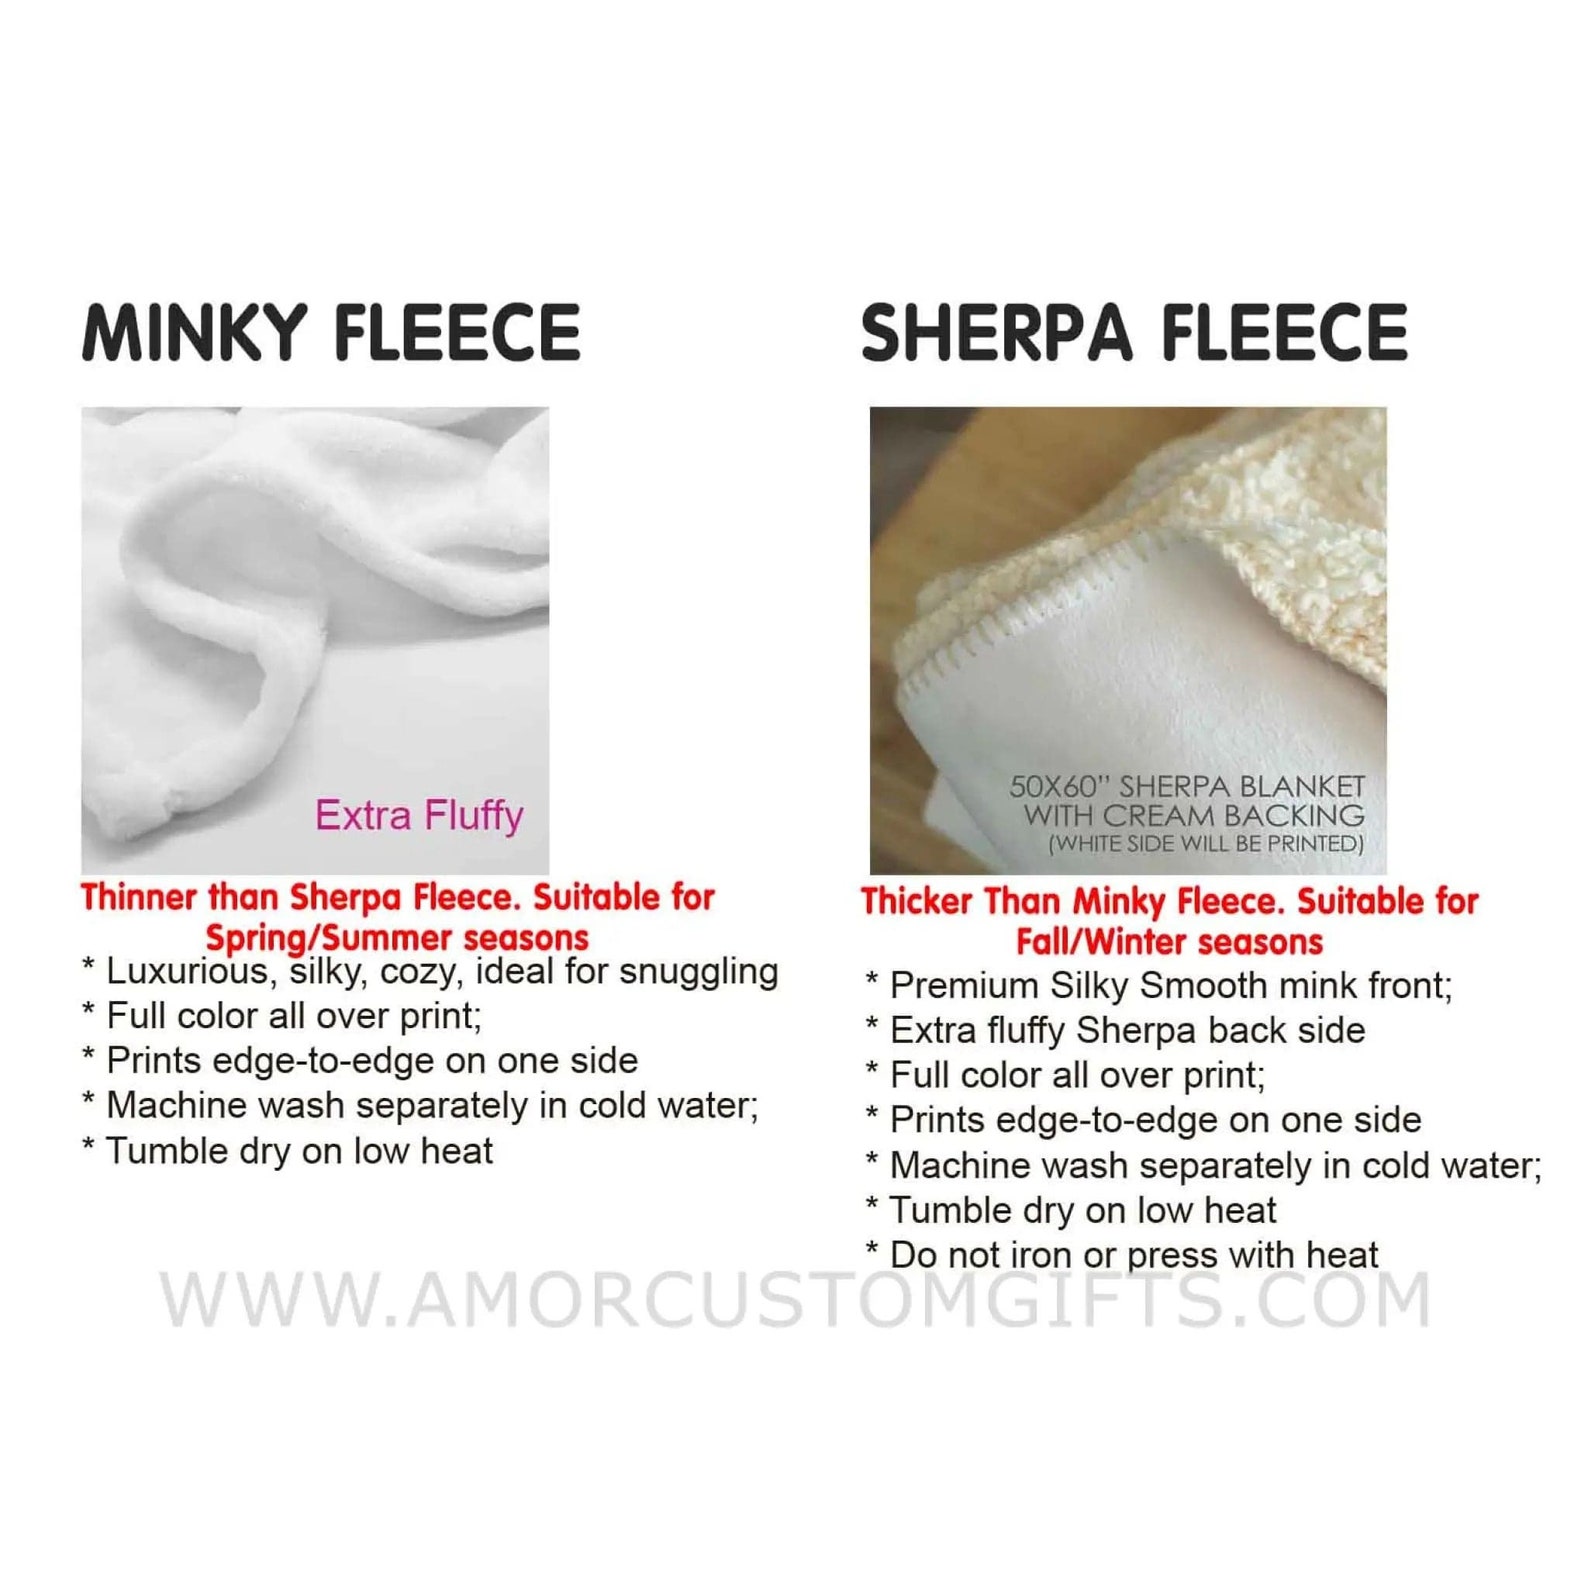 MINKY FLEECE
Extra Fluffy
Thinner than Sherpa Fleece. Suitable for
Spring/Summer seasons
* Luxurious, silky, cozy, ideal for snuggling
* Full color all over print;
* Prints edge-to-edge on one side
* Machine wash separately in cold water;
* Tumble dry on low heat
SHERPA FLEECE
50X60” SHERPA BLANKET
WITH CREAM BACKING
(WHITE SIDE WILL BE PRINTED)
Thicker Than Minky Fleece. Suitable for
Fall/Winter seasons
* Premium Silky Smooth mink front;
* Extra fluffy Sherpa back side
* Full color all over print;
* Prints edge-to-edge on one side
* Machine wash separately in cold water;
* Tumble dry on low heat
* Do not iron or press with heat
WWW.AMORCUSTOMGIFTS.COM